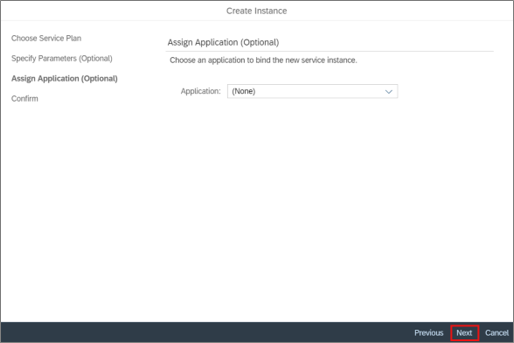 Create Instance
Choose Service Plan
Specify Parameters (Optional)
Assign Application (Optional)
Confirm
Assign Application (Optional)
Choose an application to bind the new service instance.
Application: (None)
Previous Next Cancel